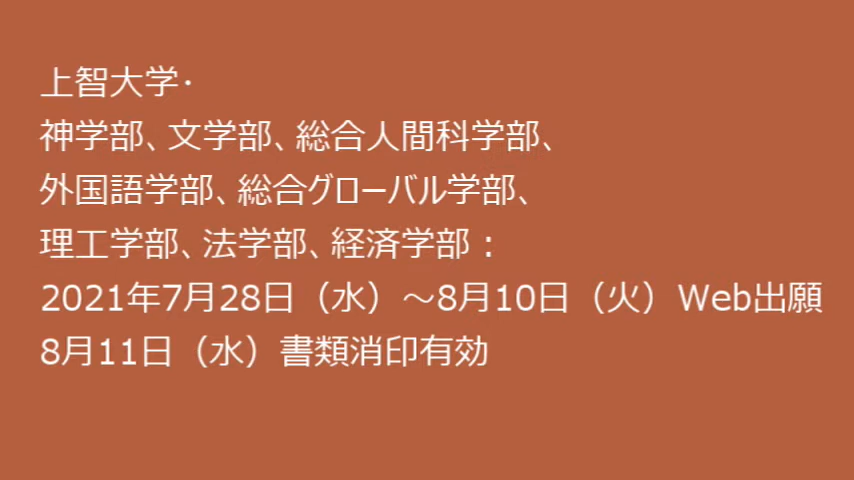 上智大学･
神学部、文学部、総合人間科学部、
外国語学部、総合グローバル学部、
理工学部、法学部、経済学部：
2021年7月28日（水）～8月10日（火）Web出願
8月11日（水）書類消印有効